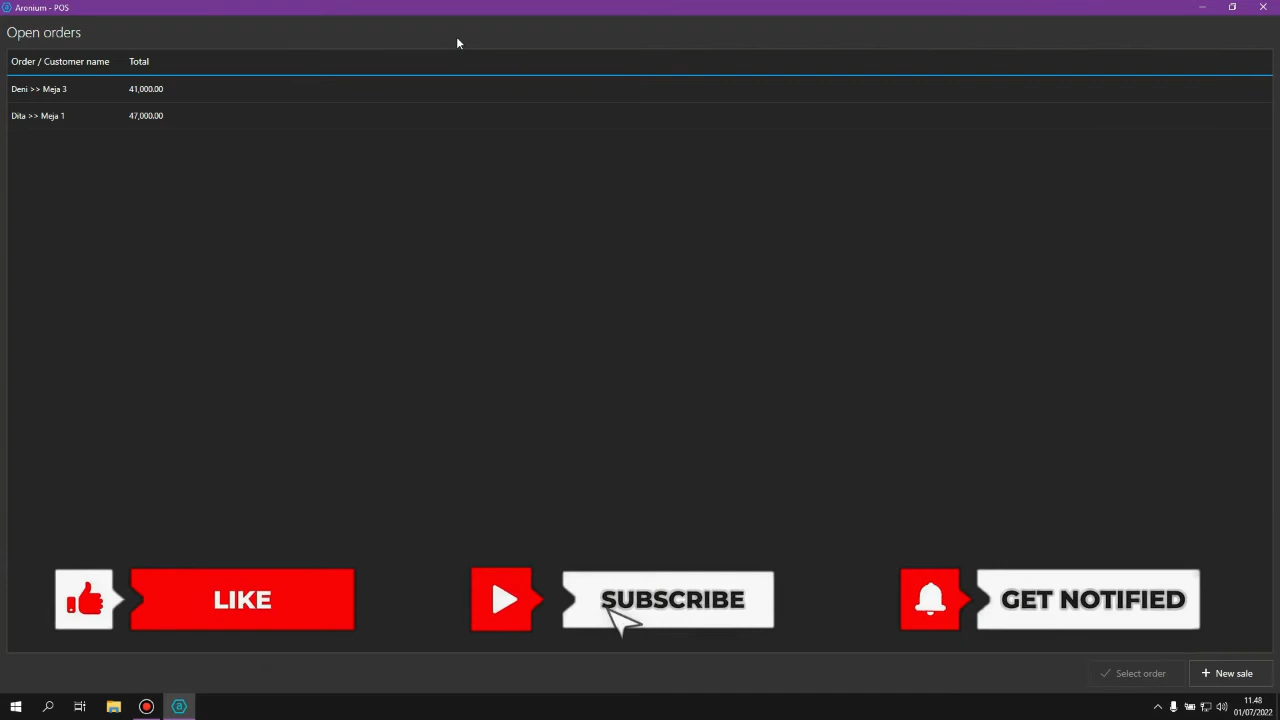 Aronium - POS
Open orders
Order / Customer name Total
Deni >> Meja 3 41,000.00
Dita >> Meja 1 47,000.00
LIKE SUBSCRIBE GET NOTIFIED
Select order New sale
11.48
01/07/2022